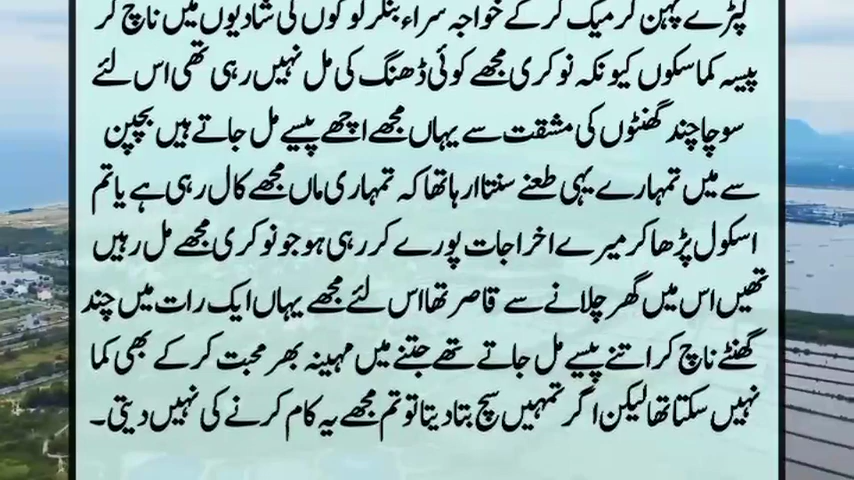 کپڑے پہن کر میک کر کے خواجہ سراء بنکر لوگوں کی شادیوں میں ناچ کر
پیسہ کما سکوں کیونکہ نوکری مجھے کوئی ڈھنگ کی مل نہیں رہی تھی اس لئے
سوچا چند گھنٹوں کی مشقت سے یہاں مجھے اچھے پیسے مل جاتے ہیں بچپن
سے میں تمہارے یہی طعنے سنتا ارہا تھا کہ تمہاری ماں مجھے کال رہی ہے یا تم
اسکول پڑھا کر میرے اخراجات پورے کر رہی ہو جو نوکری مجھے مل رہیں
تھیں اس میں گھر چلانے سے قاصر تھا اس لئے مجھے یہاں ایک رات میں چند
گھنٹے ناچ کر اتنے پیسے مل جاتے تھے جتنے میں مہینہ بھر محبت کر کے بھی کما
نہیں سکتا تھا لیکن اگر تمہیں سچ بتا دیتا تو تم مجھے یہ کام کرنے کی نہیں دیتی۔